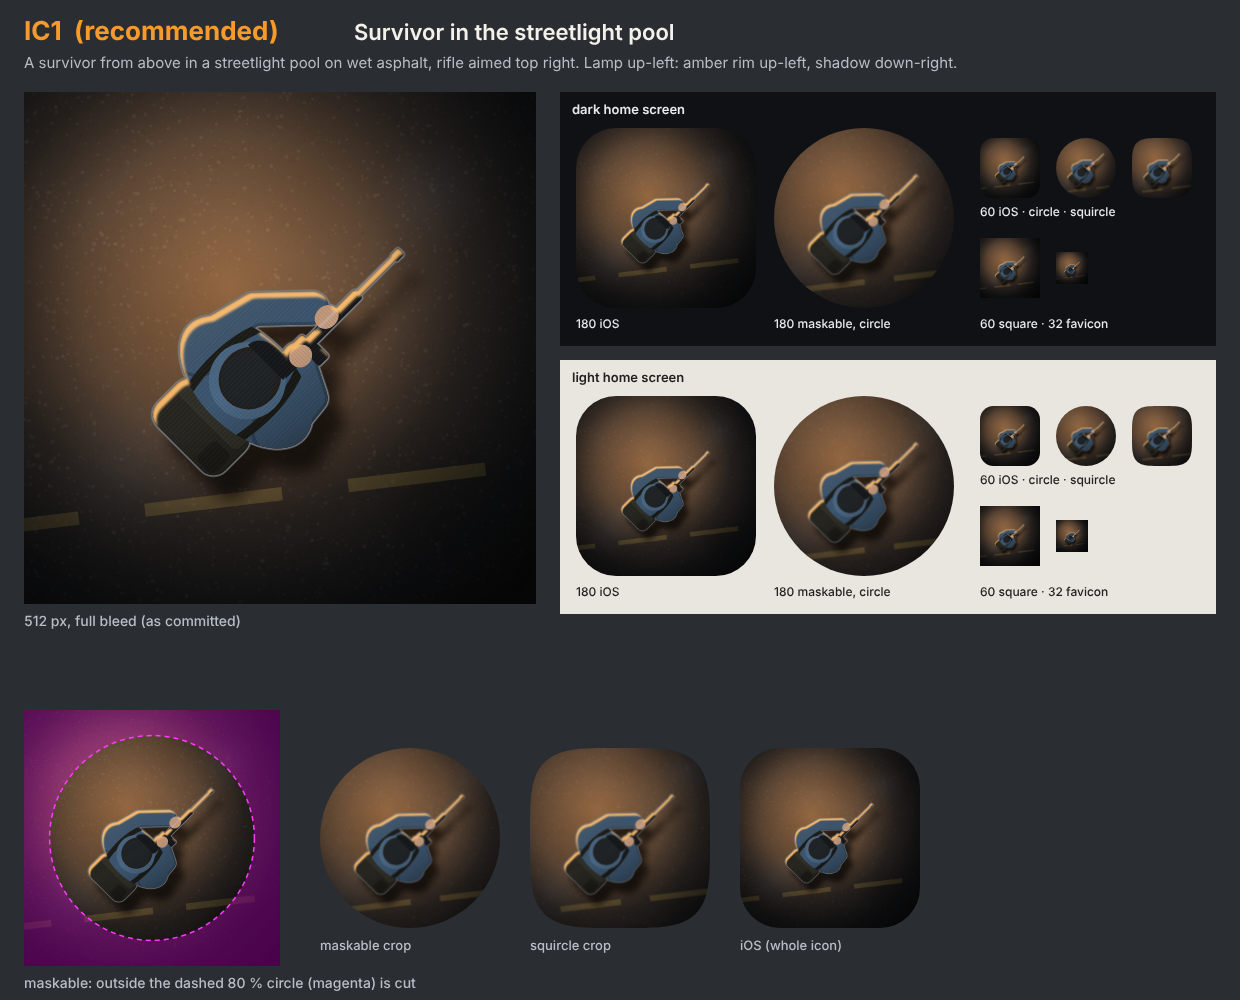 IC1 (recommended) Survivor in the streetlight pool
A survivor from above in a streetlight pool on wet asphalt, rifle aimed top right. Lamp up-left: amber rim up-left, shadow down-right.
dark home screen
60 iOS · circle · squircle
180 iOS
180 maskable, circle
60 square · 32 favicon
light home screen
60 iOS · circle · squircle
180 iOS
180 maskable, circle
60 square · 32 favicon
512 px, full bleed (as committed)
maskable crop
squircle crop
iOS (whole icon)
maskable: outside the dashed 80 % circle (magenta) is cut